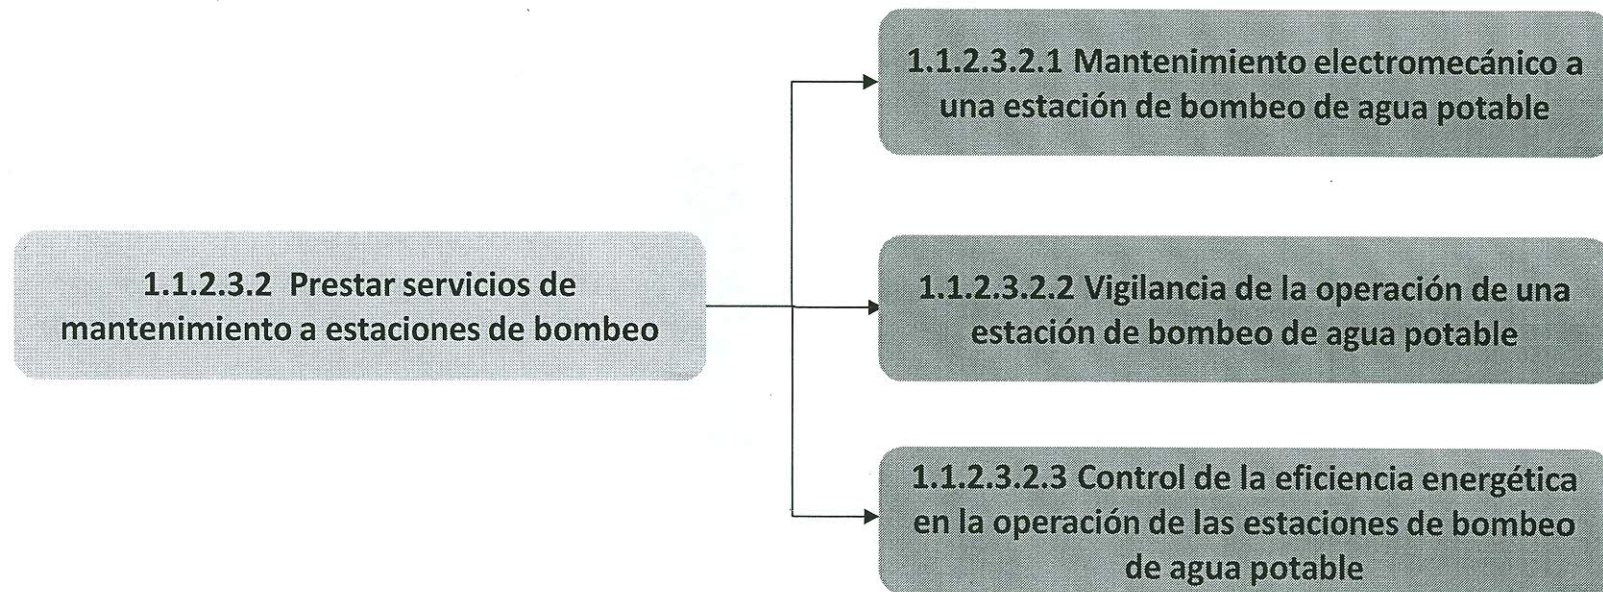 1.1.2.3.2.1 Mantenimiento electromecánico a
una estación de bombeo de agua potable
1.1.2.3.2 Prestar servicios de
mantenimiento a estaciones de bombeo
1.1.2.3.2.2 Vigilancia de la operación de una
estación de bombeo de agua potable
1.1.2.3.2.3 Control de la eficiencia energética
en la operación de las estaciones de bombeo
de agua potable